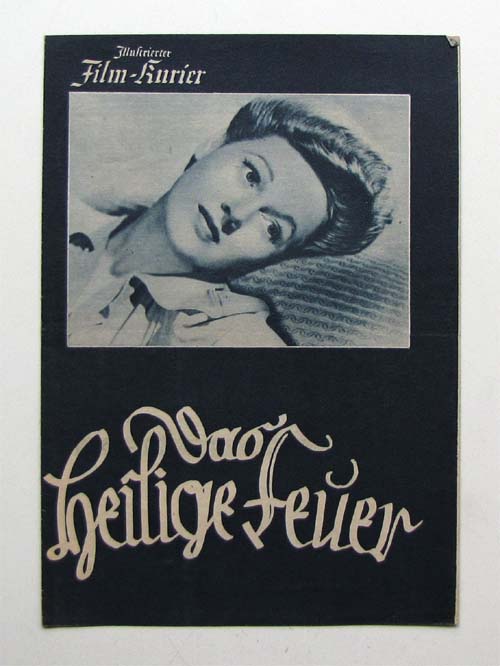 Illustrierter
Film-Kurier
Das
heilige Feuer